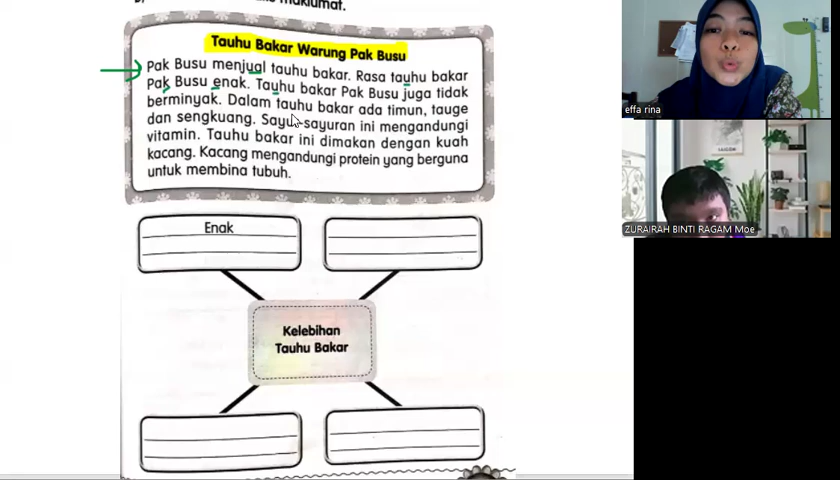 maklumat.
Tauhu Bakar Warung Pak Busu
Pak Busu menjual tauhu bakar. Rasa tauhu bakar
Pak Busu enak. Tauhu bakar Pak Busu juga tidak
berminyak. Dalam tauhu bakar ada timun, tauge
dan sengkuang. Sayur-sayuran ini mengandungi
vitamin. Tauhu bakar ini dimakan dengan kuah
kacang. Kacang mengandungi protein yang berguna
untuk membina tubuh.
Enak
Kelebihan
Tauhu Bakar
effa rina
ZURAIRAH BINTI RAGAM Moe